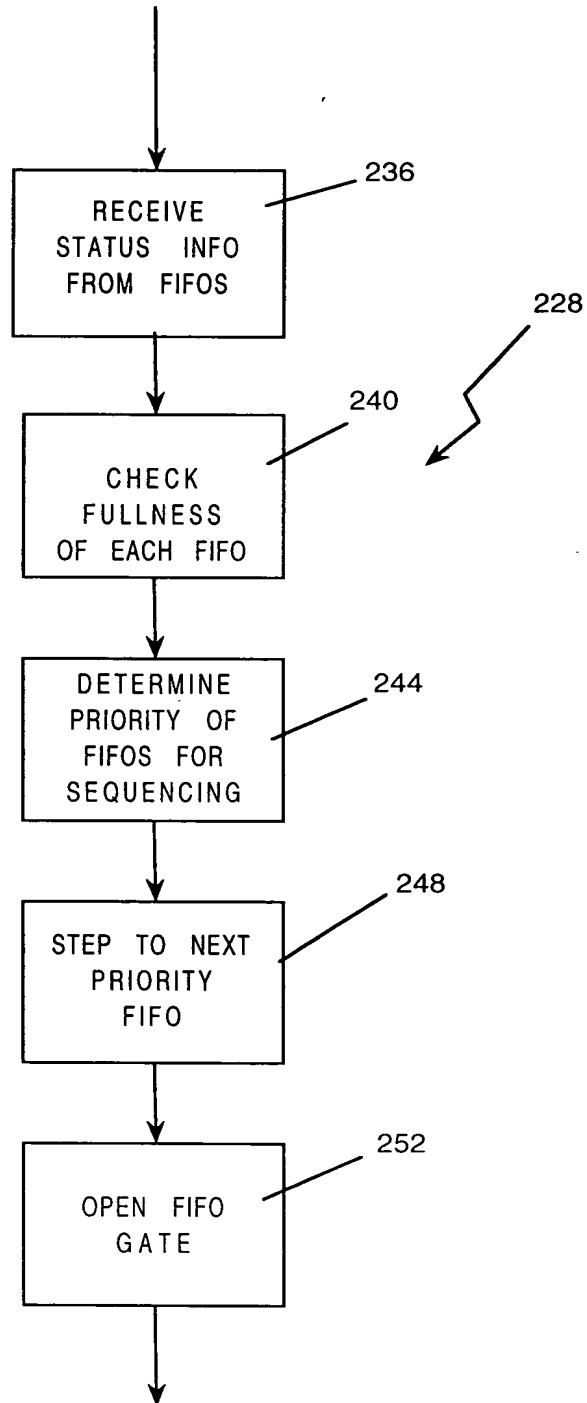 236
RECEIVE
STATUS INFO
FROM FIFOS
228
240
CHECK
FULLNESS
OF EACH FIFO
244
DETERMINE
PRIORITY OF
FIFOS FOR
SEQUENCING
248
STEP TO NEXT
PRIORITY
FIFO
252
OPEN FIFO
GATE